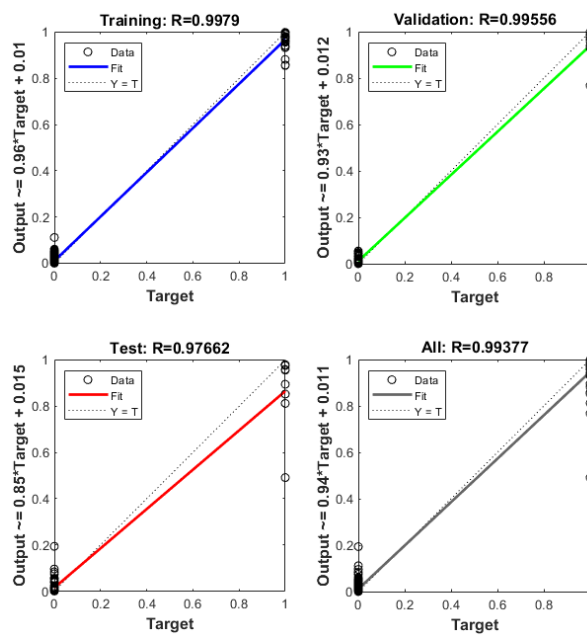 Training: R=0.9979
Output ~= 0.96*Target + 0.01
1
0.8
0.6
0.4
0.2
0
Data
Fit
Y = T
0 0.2 0.4 0.6 0.8 1
Target
Validation: R=0.99556
Output ~= 0.93*Target + 0.012
1
0.8
0.6
0.4
0.2
0
Data
Fit
Y = T
0 0.2 0.4 0.6 0.8
Target
Test: R=0.97662
Output ~= 0.85*Target + 0.015
1
0.8
0.6
0.4
0.2
0
Data
Fit
Y = T
0 0.2 0.4 0.6 0.8 1
Target
All: R=0.99377
Output ~= 0.94*Target + 0.011
1
0.8
0.6
0.4
0.2
0
Data
Fit
Y = T
0 0.2 0.4 0.6 0.8
Target